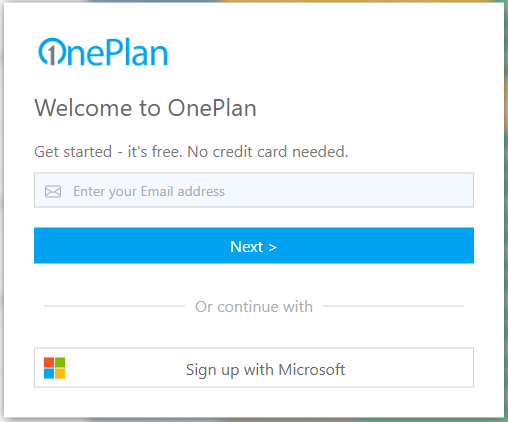 OnePlan
Welcome to OnePlan
Get started - it's free. No credit card needed.
Enter your Email address
Next >
Or continue with
Sign up with Microsoft